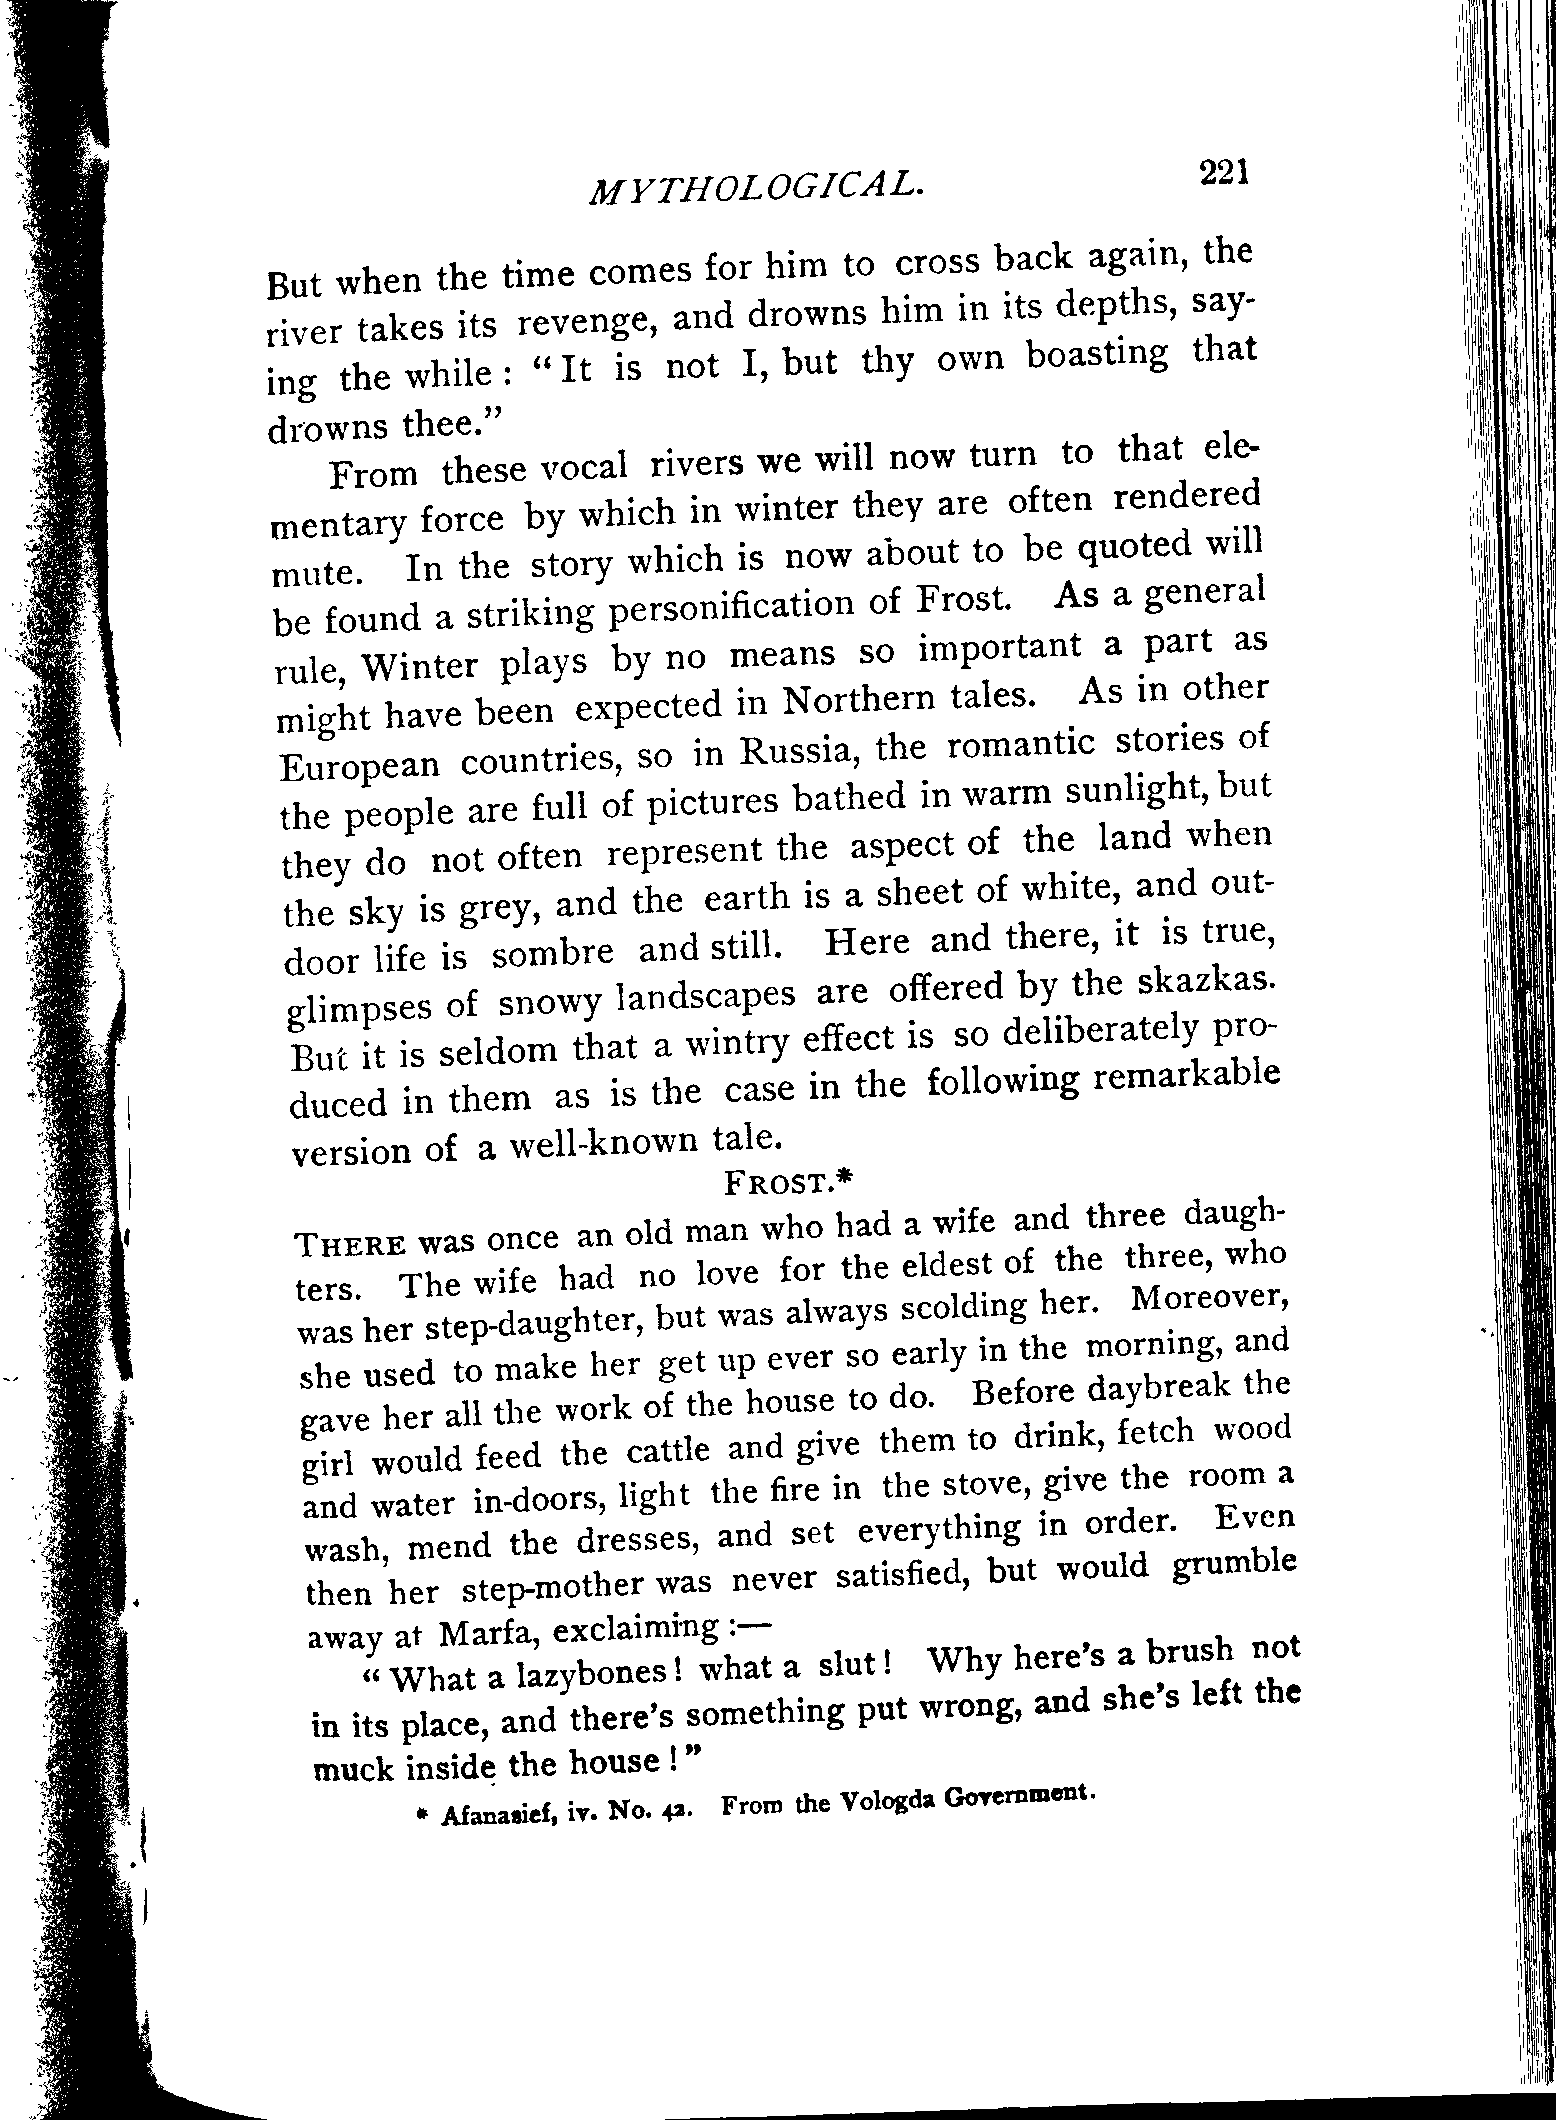 MYTHOLOGICAL. 221
But when the time comes for him to cross back again, the
river takes its revenge, and drowns him in its depths, say-
ing the while : “ It is not I, but thy own boasting that
drowns thee.”
From these vocal rivers we will now turn to that ele-
mentary force by which in winter they are often rendered
mute. In the story which is now about to be quoted will
be found a striking personification of Frost. As a general
rule, Winter plays by no means so important a part as
might have been expected in Northern tales. As in other
European countries, so in Russia, the romantic stories of
the people are full of pictures bathed in warm sunlight, but
they do not often represent the aspect of the land when
the sky is grey, and the earth is a sheet of white, and out-
door life is sombre and still. Here and there, it is true,
glimpses of snowy landscapes are offered by the skazkas.
But it is seldom that a wintry effect is so deliberately pro-
duced in them as is the case in the following remarkable
version of a well-known tale.
FROST.*
THERE was once an old man who had a wife and three daugh-
ters. The wife had no love for the eldest of the three, who
was her step-daughter, but was always scolding her. Moreover,
she used to make her get up ever so early in the morning, and
gave her all the work of the house to do. Before daybreak the
girl would feed the cattle and give them to drink, fetch wood
and water in-doors, light the fire in the stove, give the room a
wash, mend the dresses, and set everything in order. Even
then her step-mother was never satisfied, but would grumble
away at Marfa, exclaiming :—
“ What a lazybones ! what a slut ! Why here’s a brush not
in its place, and there’s something put wrong, and she’s left the
muck inside the house ! ”
* Afanasief, iv. No. 42. From the Vologda Government.